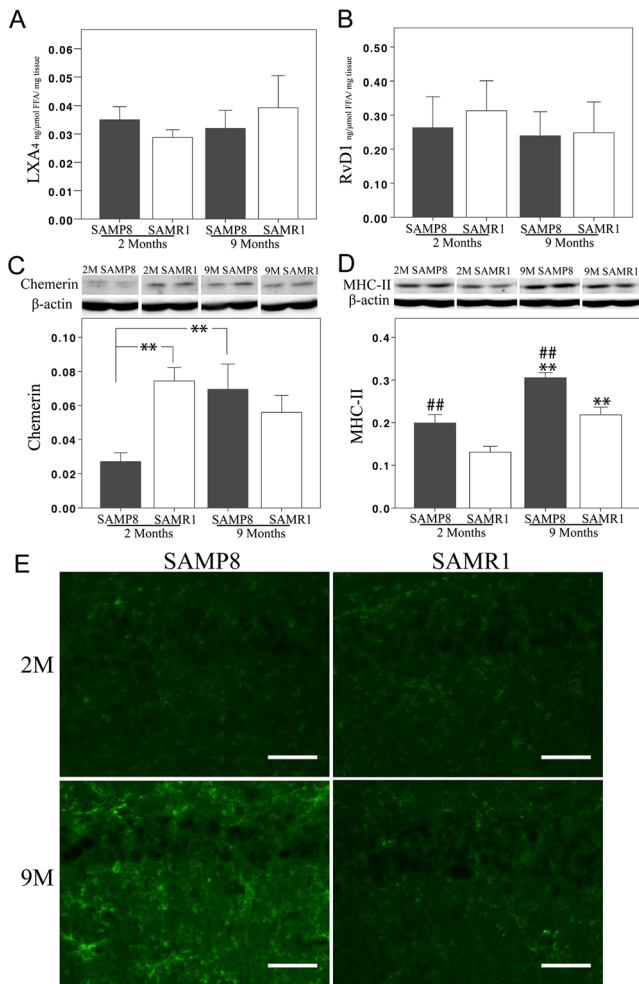 A
LXA4 ng/μmol FFA/ mg tissue
0.06
0.05
0.04
0.03
0.02
0.01
0.00
SAMP8 SAMR1 SAMP8 SAMR1
2 Months 9 Months
B
RvD1 ng/μmol FFA/ mg tissue
0.50
0.40
0.30
0.20
0.10
0.00
SAMP8 SAMR1 SAMP8 SAMR1
2 Months 9 Months
C
2M SAMP8 2M SAMR1 9M SAMP8 9M SAMR1
Chemerin
β-actin
Chemerin
0.10
0.08
0.06
0.04
0.02
0.00
**
**
SAMP8 SAMR1 SAMP8 SAMR1
2 Months 9 Months
D
2M SAMP8 2M SAMR1 9M SAMP8 9M SAMR1
MHC-II
β-actin
MHC-II
0.4
0.3
0.2
0.1
0.0
##
##
**
**
SAMP8 SAMR1 SAMP8 SAMR1
2 Months 9 Months
E
SAMP8 SAMR1
2M
9M